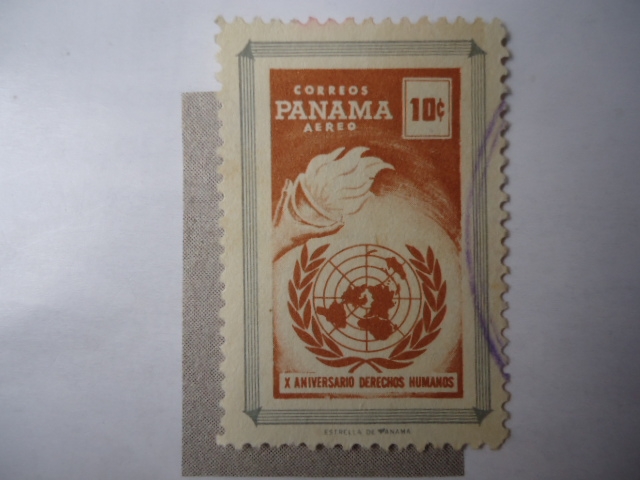 CORREOS
PANAMA
AEREO
10¢
X ANIVERSARIO DERECHOS HUMANOS
ESTRELLA DE PANAMA